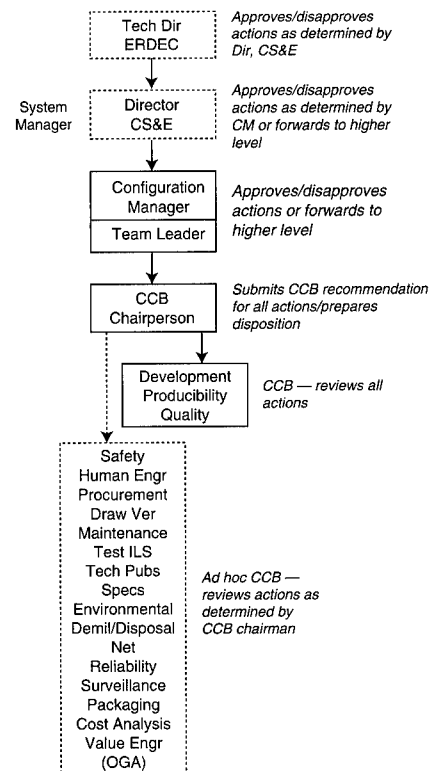 Tech Dir
ERDEC
Approves/disapproves
actions as determined by
Dir, CS&E
System
Manager
Director
CS&E
Approves/disapproves
actions as determined by
CM or forwards to higher
level
Configuration
Manager
Team Leader
Approves/disapproves
actions or forwards to
higher level
CCB
Chairperson
Submits CCB recommendation
for all actions/prepares
disposition
Development
Producibility
Quality
CCB — reviews all
actions
Safety
Human Engr
Procurement
Draw Ver
Maintenance
Test ILS
Tech Pubs
Specs
Environmental
Demil/Disposal
Net
Reliability
Surveillance
Packaging
Cost Analysis
Value Engr
(OGA)
Ad hoc CCB —
reviews actions as
determined by
CCB chairman